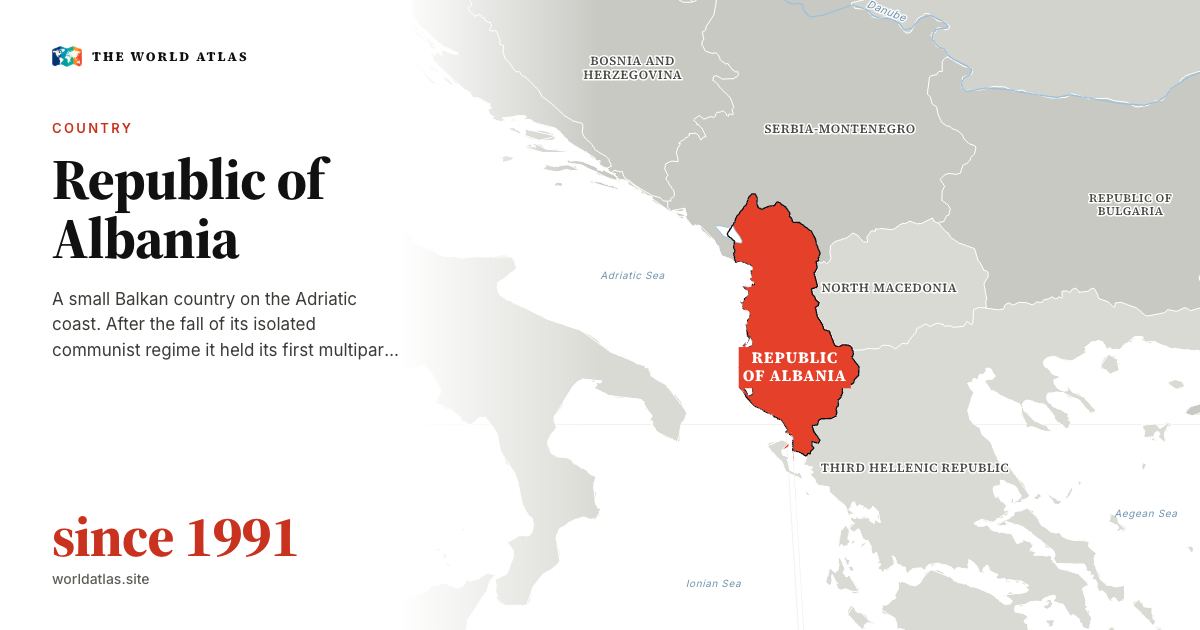 THE WORLD ATLAS
COUNTRY
Republic of
Albania
A small Balkan country on the Adriatic
coast. After the fall of its isolated
communist regime it held its first multipar…
since 1991
worldatlas.site
Danube
BOSNIA AND
HERZEGOVINA
SERBIA-MONTENEGRO
REPUBLIC OF
BULGARIA
Adriatic Sea
NORTH MACEDONIA
REPUBLIC
OF ALBANIA
THIRD HELLENIC REPUBLIC
Aegean Sea
Ionian Sea